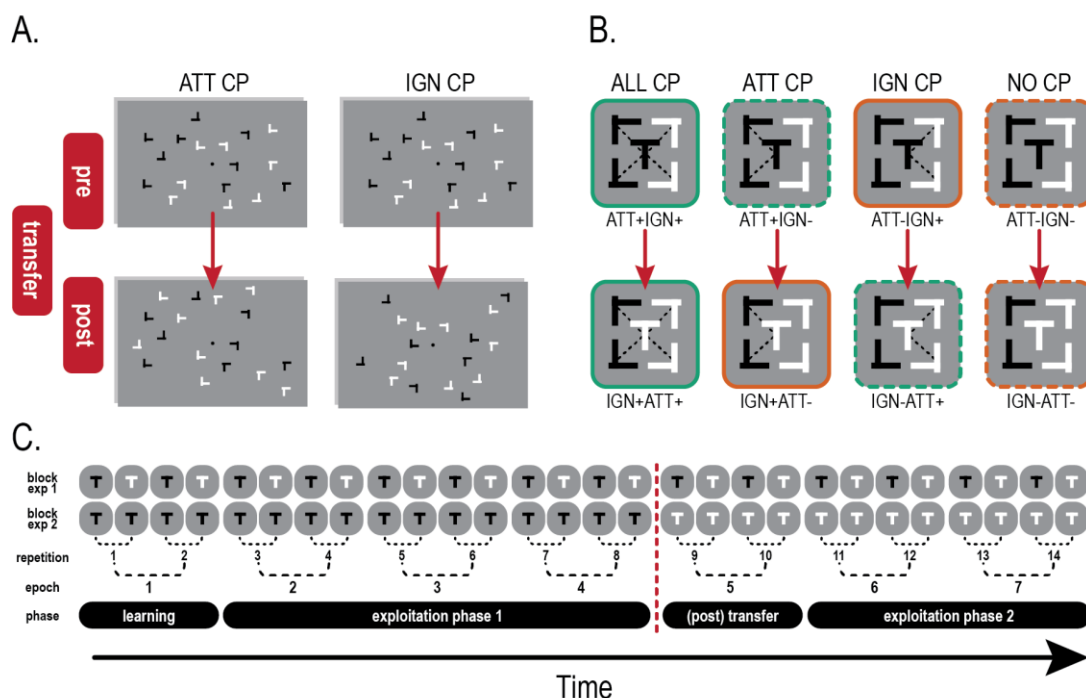 A.
ATT CP IGN CP
pre
transfer
post
B.
ALL CP ATT CP IGN CP NO CP
ATT+IGN+ ATT+IGN- ATT-IGN+ ATT-IGN-
IGN+ATT+ IGN+ATT- IGN-ATT+ IGN-ATT-
C.
block
exp 1
T T T T T T T T T T T T T T T T T T T T T T T T T T T T
block
exp 2
T T T T T T T T T T T T T T T T T T T T T T T T T T T T
repetition 1 2 3 4 5 6 7 8 9 10 11 12 13 14
epoch 1 2 3 4 5 6 7
phase learning exploitation phase 1 (post) transfer exploitation phase 2
Time